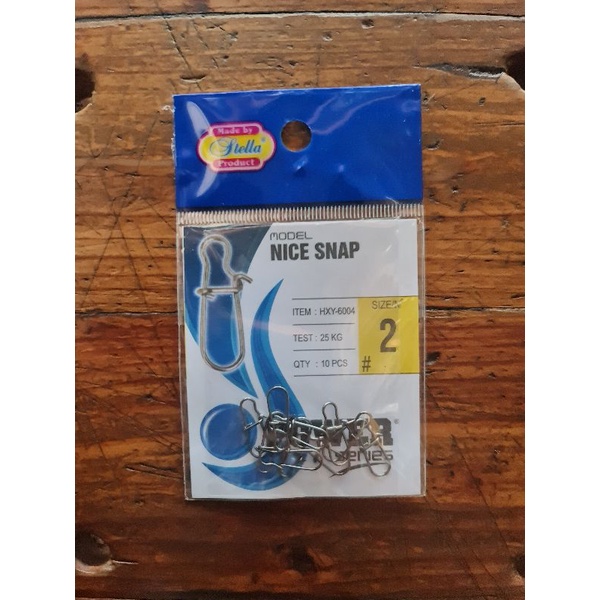 Made by
Stella®
Product
MODEL
NICE SNAP
ITEM : HXY-6004
TEST : 25 KG
QTY : 10 PCS
SIZE/N
# 2
series